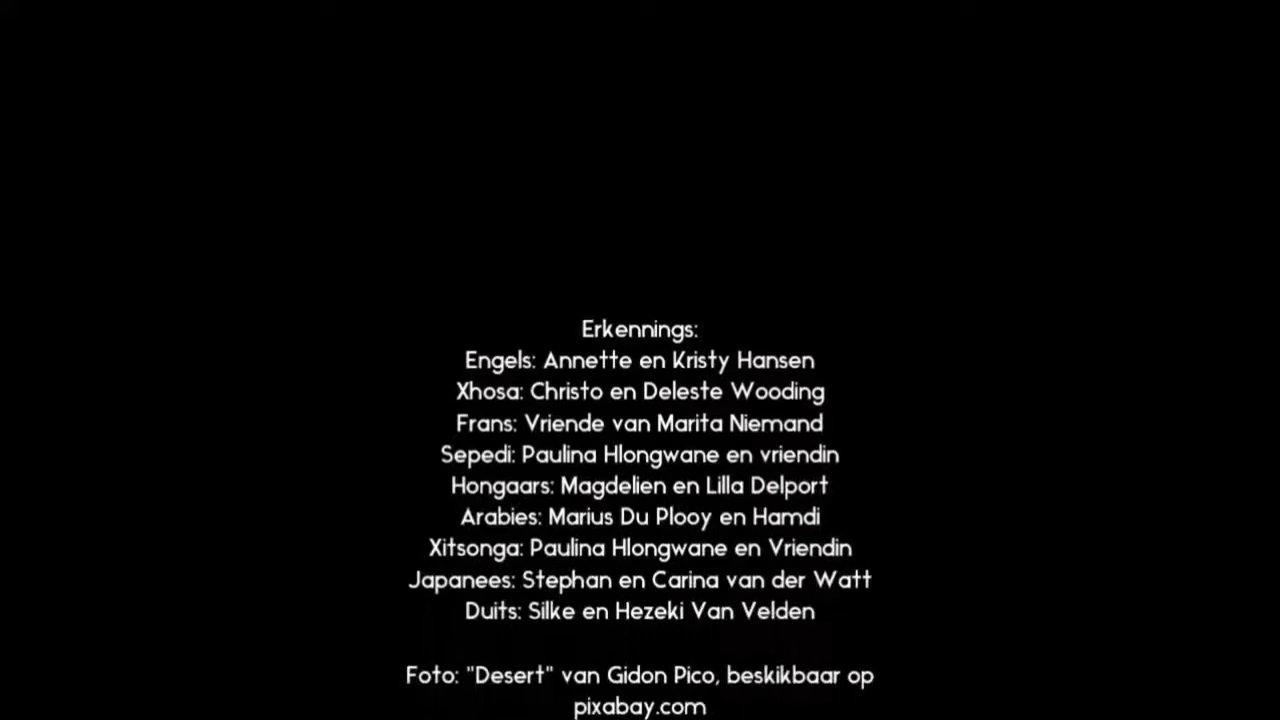 Erkennings:
Engels: Annette en Kristy Hansen
Xhosa: Christo en Deleste Wooding
Frans: Vriende van Marita Niemand
Sepedi: Paulina Hlongwane en vriendin
Hongaars: Magdelien en Lilla Delport
Arabies: Marius Du Plooy en Hamdi
Xitsonga: Paulina Hlongwane en Vriendin
Japanees: Stephan en Carina van der Watt
Duits: Silke en Hezeki Van Velden
Foto: "Desert" van Gidon Pico, beskikbaar op
pixabay.com